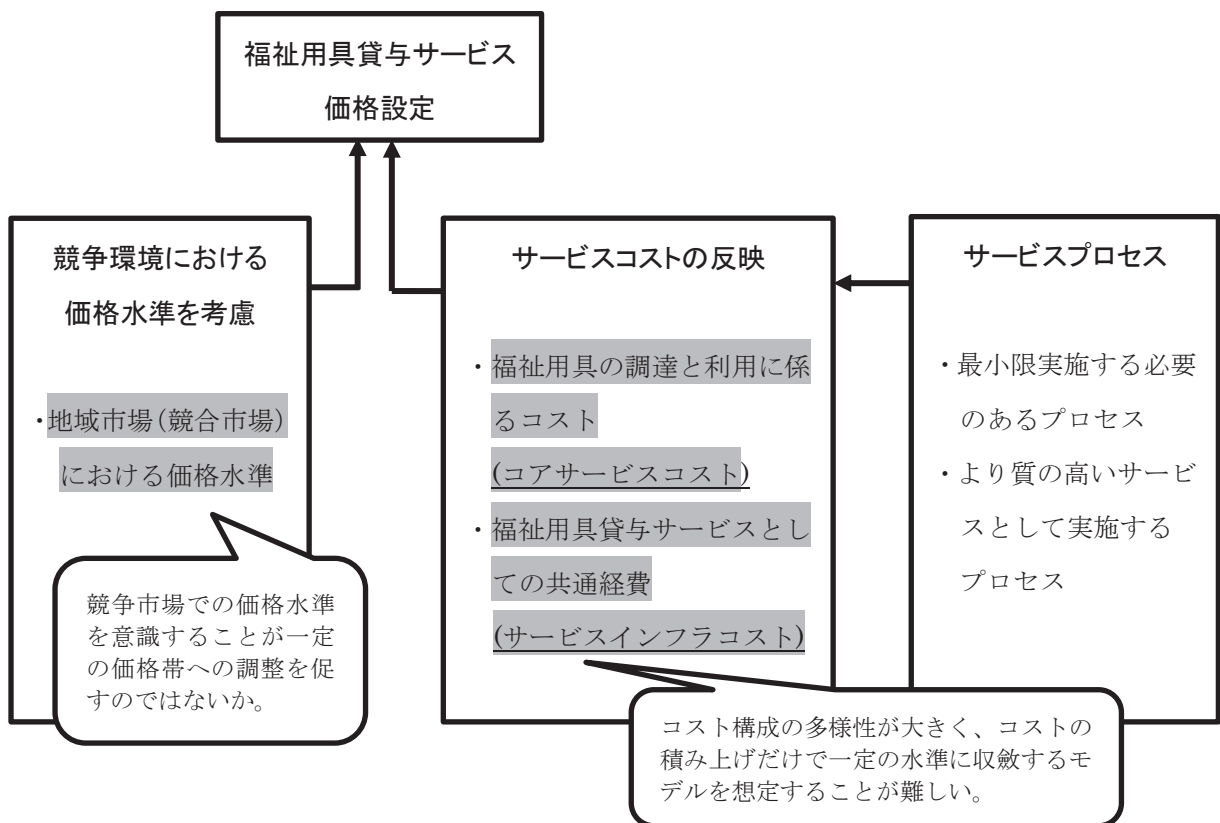 福祉用具貸与サービス
価格設定
競争環境における
価格水準を考慮
・地域市場(競合市場)
における価格水準
競争市場での価格水準
を意識することが一定
の価格帯への調整を促
すのではないか。
サービスコストの反映
・福祉用具の調達と利用に係
るコスト
(コアサービスコスト)
・福祉用具貸与サービスとし
ての共通経費
(サービスインフラコスト)
コスト構成の多様性が大きく、コストの
積み上げだけで一定の水準に収斂するモ
デルを想定することが難しい。
サービスプロセス
・最小限実施する必要
のあるプロセス
・より質の高いサービ
スとして実施する
プロセス